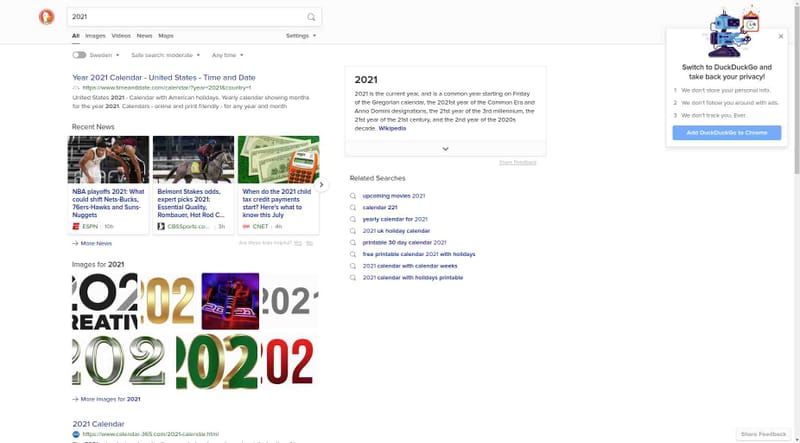 2021
All Images Videos News Maps Settings
Sweden Safe search: moderate Any time
Year 2021 Calendar - United States - Time and Date
https://www.timeanddate.com/calendar/?year=2021&country=1
United States 2021 - Calendar with American holidays. Yearly calendar showing months
for the year 2021. Calendars - online and print friendly - for any year and month
Recent News
NBA playoffs 2021: What
could shift Nets-Bucks,
76ers-Hawks and Suns-
Nuggets
ESPN 10h
Belmont Stakes odds,
expert picks 2021:
Essential Quality,
Rombauer, Hot Rod C...
CBSSports.co... 3h
When do the 2021 child
tax credit payments
start? Here's what to
know this July
CNET 4h
More News
Are these links helpful? Yes No
Images for 2021
202
REATIV
202
2021
202
202
202
More Images for 2021
2021 Calendar
https://www.calendar-365.com/2021-calendar.html
2021
2021 is the current year, and is a common year starting on Friday
of the Gregorian calendar, the 2021st year of the Common Era and
Anno Domini designations, the 21st year of the 3rd millennium, the
21st year of the 21st century, and the 2nd year of the 2020s
decade. Wikipedia
Share Feedback
Related Searches
upcoming movies 2021
calendar 221
yearly calendar for 2021
2021 uk holiday calendar
printable 30 day calendar 2021
free printable calendar 2021 with holidays
2021 calendar with calendar weeks
2021 calendar with holidays printable
Switch to DuckDuckGo and
take back your privacy!
1 We don't store your personal info.
2 We don't follow you around with ads.
3 We don't track you. Ever.
Add DuckDuckGo to Chrome
Share Feedback